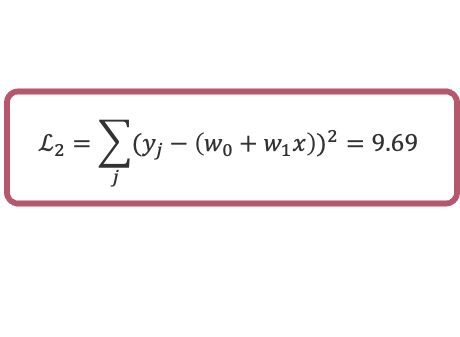 ℒ₂ = ∑ⱼ(yⱼ − (w₀ + w₁x))² = 9.69